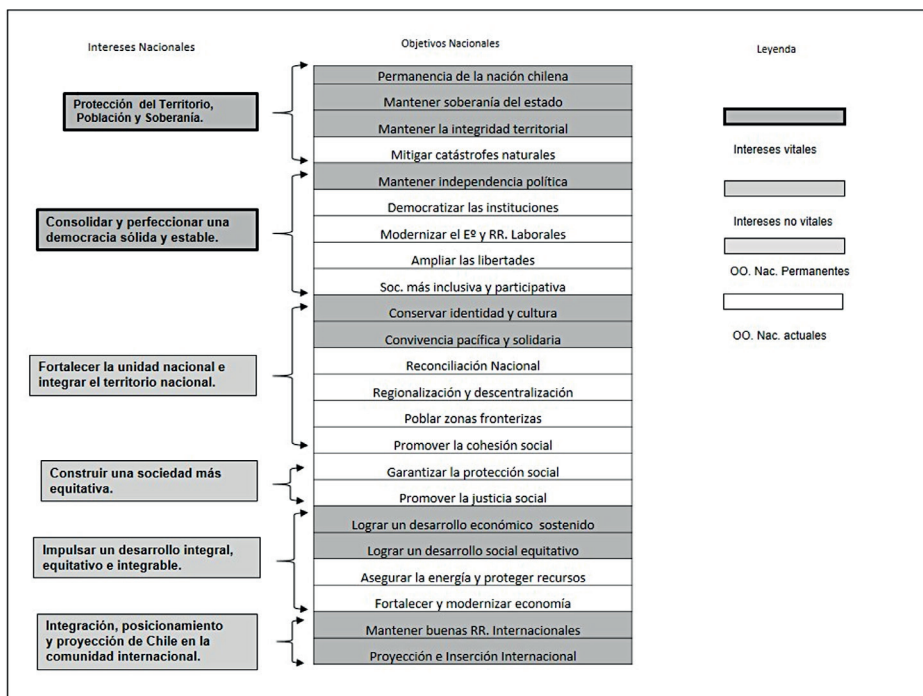 Intereses Nacionales
Objetivos Nacionales
Leyenda
Protección del Territorio,
Población y Soberanía.
Permanencia de la nación chilena
Mantener soberanía del estado
Mantener la integridad territorial
Mitigar catástrofes naturales
Consolidar y perfeccionar una
democracia sólida y estable.
Mantener independencia política
Democratizar las instituciones
Modernizar el Eº y RR. Laborales
Ampliar las libertades
Soc. más inclusiva y participativa
Fortalecer la unidad nacional e
integrar el territorio nacional.
Conservar identidad y cultura
Convivencia pacífica y solidaria
Reconciliación Nacional
Regionalización y descentralización
Poblar zonas fronterizas
Promover la cohesión social
Construir una sociedad más
equitativa.
Garantizar la protección social
Promover la justicia social
Impulsar un desarrollo integral,
equitativo e integrable.
Lograr un desarrollo económico sostenido
Lograr un desarrollo social equitativo
Asegurar la energía y proteger recursos
Fortalecer y modernizar economía
Integración, posicionamiento
y proyección de Chile en la
comunidad internacional.
Mantener buenas RR. Internacionales
Proyección e Inserción Internacional
Intereses vitales
Intereses no vitales
OO. Nac. Permanentes
OO. Nac. actuales